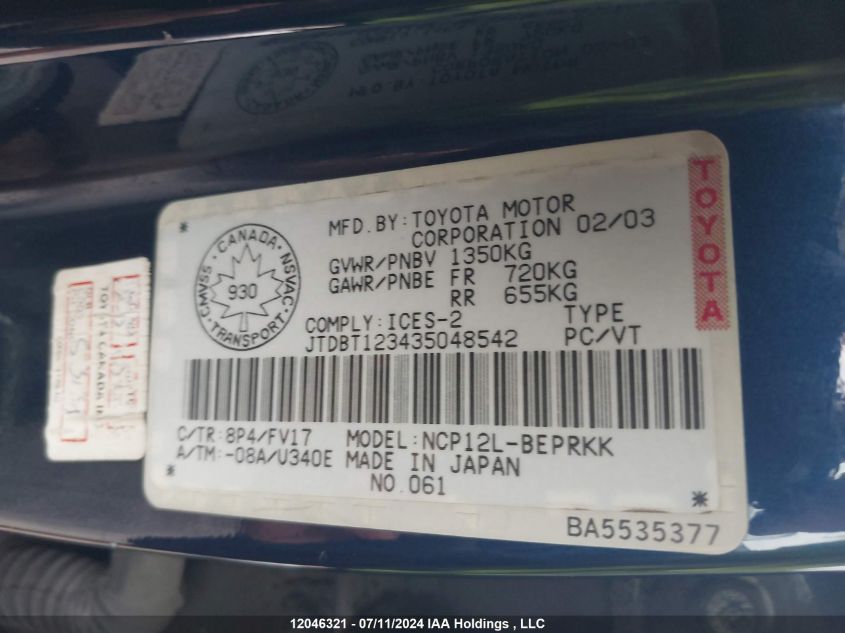 MFD.BY:TOYOTA MOTOR
CORPORATION 02/03
GVWR/PNBV 1350KG
GAWR/PNBE FR 720KG
RR 655KG
COMPLY:ICES-2 TYPE
JTDBT123435048542 PC/VT
CANADA
CMVSS NSVAC
930
TRANSPORT
TOYOTA
C/TR:8P4/FV17 MODEL:NCP12L-BEPRKK
A/TM:-08A/U340E MADE IN JAPAN
NO.061
BA5535377
TOYOTA CANADA
12046321 - 07/11/2024 IAA Holdings , LLC